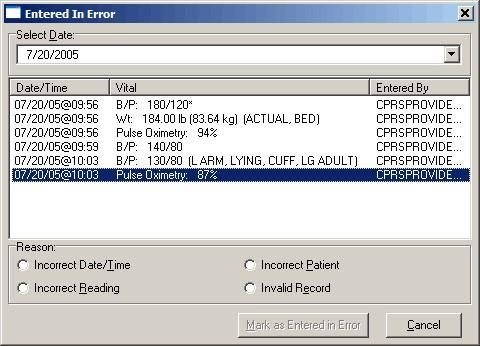 Entered In Error
Select Date:
7/20/2005
Date/Time Vital Entered By
07/20/05@09:56 B/P: 180/120* CPRSPROVIDE...
07/20/05@09:56 Wt: 184.00 lb (83.64 kg) (ACTUAL, BED) CPRSPROVIDE...
07/20/05@09:56 Pulse Oximetry: 94% CPRSPROVIDE...
07/20/05@09:59 B/P: 140/80 CPRSPROVIDE...
07/20/05@10:03 B/P: 130/80 (L ARM, LYING, CUFF, LG ADULT) CPRSPROVIDE...
07/20/05@10:03 Pulse Oximetry: 87% CPRSPROVIDE...
Reason:
Incorrect Date/Time Incorrect Patient
Incorrect Reading Invalid Record
Mark as Entered in Error Cancel